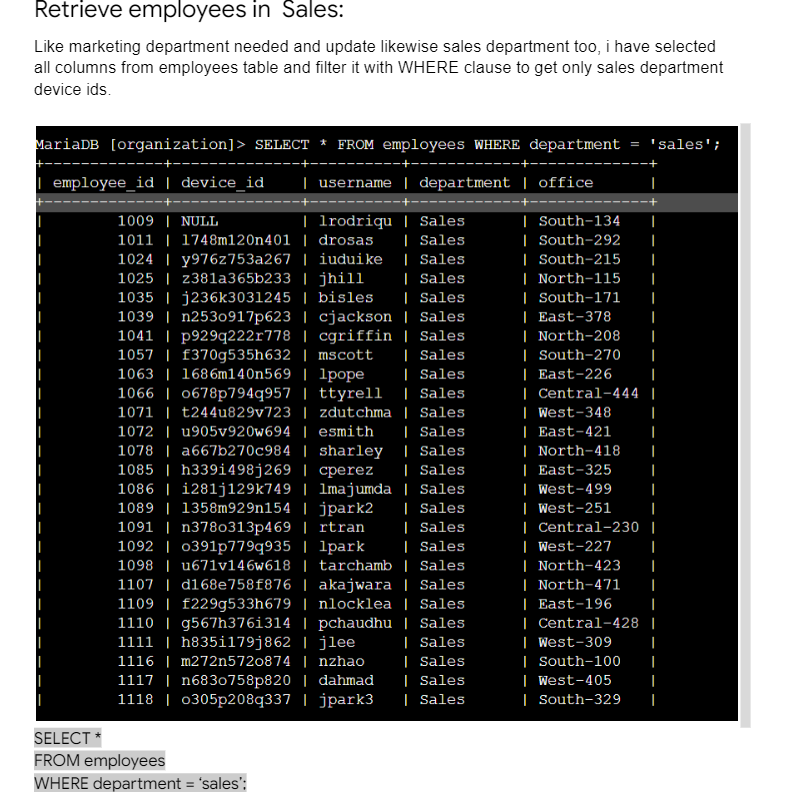 Retrieve employees in  Sales:
Like marketing department needed and update likewise sales department too, i have selected
all columns from employees table and filter it with WHERE clause to get only sales department
device ids.
MariaDB [organization]> SELECT * FROM employees WHERE department = 'sales';
+-------------+--------------+----------+------------+-------------+
| employee_id | device_id    | username | department | office      |
+-------------+--------------+----------+------------+-------------+
|        1009 | NULL         | lrodriqu | Sales      | South-134   |
|        1011 | l748m120n401 | drosas   | Sales      | South-292   |
|        1024 | y976z753a267 | iuduike  | Sales      | South-215   |
|        1025 | z381a365b233 | jhill    | Sales      | North-115   |
|        1035 | j236k303l245 | bisles   | Sales      | South-171   |
|        1039 | n253o917p623 | cjackson | Sales      | East-378    |
|        1041 | p929q222r778 | cgriffin | Sales      | North-208   |
|        1057 | f370g535h632 | mscott   | Sales      | South-270   |
|        1063 | l686m140n569 | lpope    | Sales      | East-226    |
|        1066 | o678p794q957 | ttyrell  | Sales      | Central-444 |
|        1071 | t244u829v723 | zdutchma | Sales      | West-348    |
|        1072 | u905v920w694 | esmith   | Sales      | East-421    |
|        1078 | a667b270c984 | sharley  | Sales      | North-418   |
|        1085 | h339i498j269 | cperez   | Sales      | East-325    |
|        1086 | i281j129k749 | lmajumda | Sales      | West-499    |
|        1089 | l358m929n154 | jpark2   | Sales      | West-251    |
|        1091 | n378o313p469 | rtran    | Sales      | Central-230 |
|        1092 | o391p779q935 | lpark    | Sales      | West-227    |
|        1098 | u671v146w618 | tarchamb | Sales      | North-423   |
|        1107 | d168e758f876 | akajwara | Sales      | North-471   |
|        1109 | f229g533h679 | nlocklea | Sales      | East-196    |
|        1110 | g567h376i314 | pchaudhu | Sales      | Central-428 |
|        1111 | h835i179j862 | jlee     | Sales      | West-309    |
|        1116 | m272n572o874 | nzhao    | Sales      | South-100   |
|        1117 | n683o758p820 | dahmad   | Sales      | West-405    |
|        1118 | o305p208q337 | jpark3   | Sales      | South-329   |
SELECT *
FROM employees
WHERE department = ‘sales’;